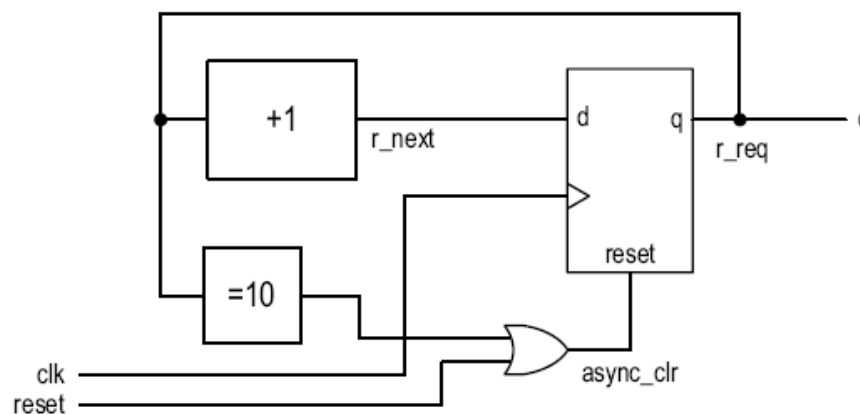 +1
d
q
r_next
r_req
reset
=10
clk
async_clr
reset